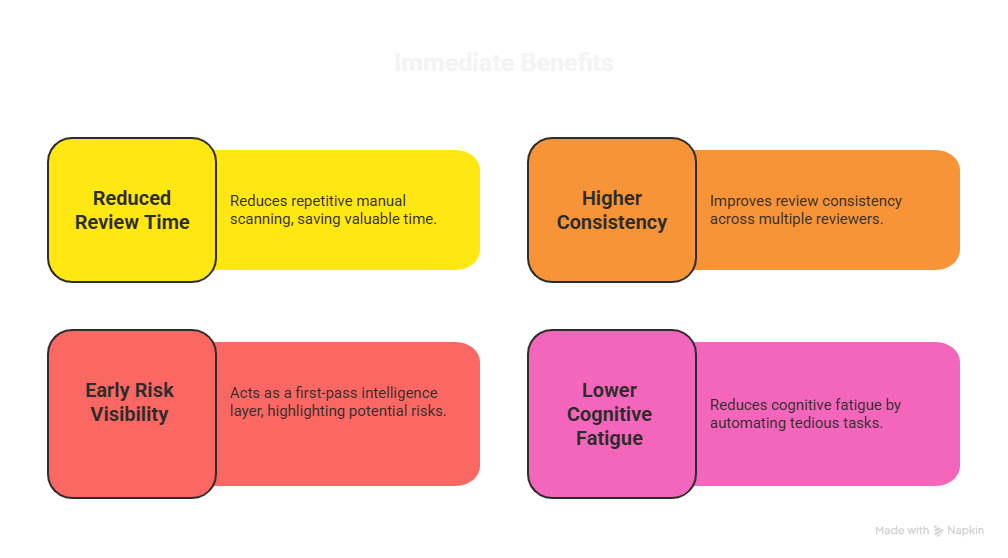 Immediate Benefits
Reduced
Review Time
Reduces repetitive manual
scanning, saving valuable time.
Higher
Consistency
Improves review consistency
across multiple reviewers.
Early Risk
Visibility
Acts as a first-pass intelligence
layer, highlighting potential risks.
Lower
Cognitive
Fatigue
Reduces cognitive fatigue by
automating tedious tasks.
Made with Napkin